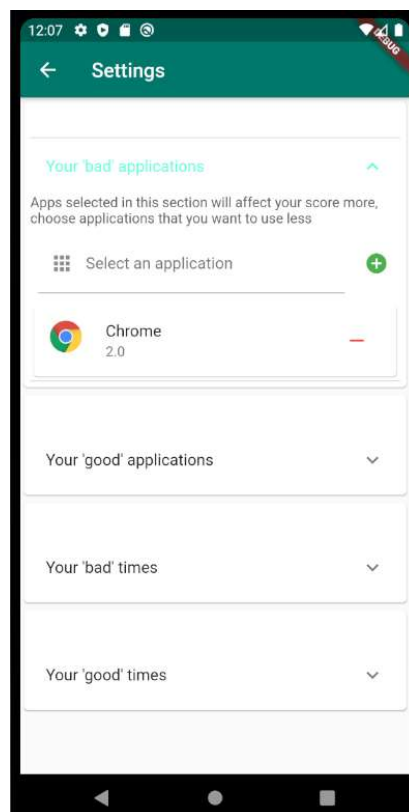 12:07
DEBUG
Settings
Your 'bad' applications
Apps selected in this section will affect your score more,
choose applications that you want to use less
Select an application
Chrome
2.0
Your 'good' applications
Your 'bad' times
Your 'good' times